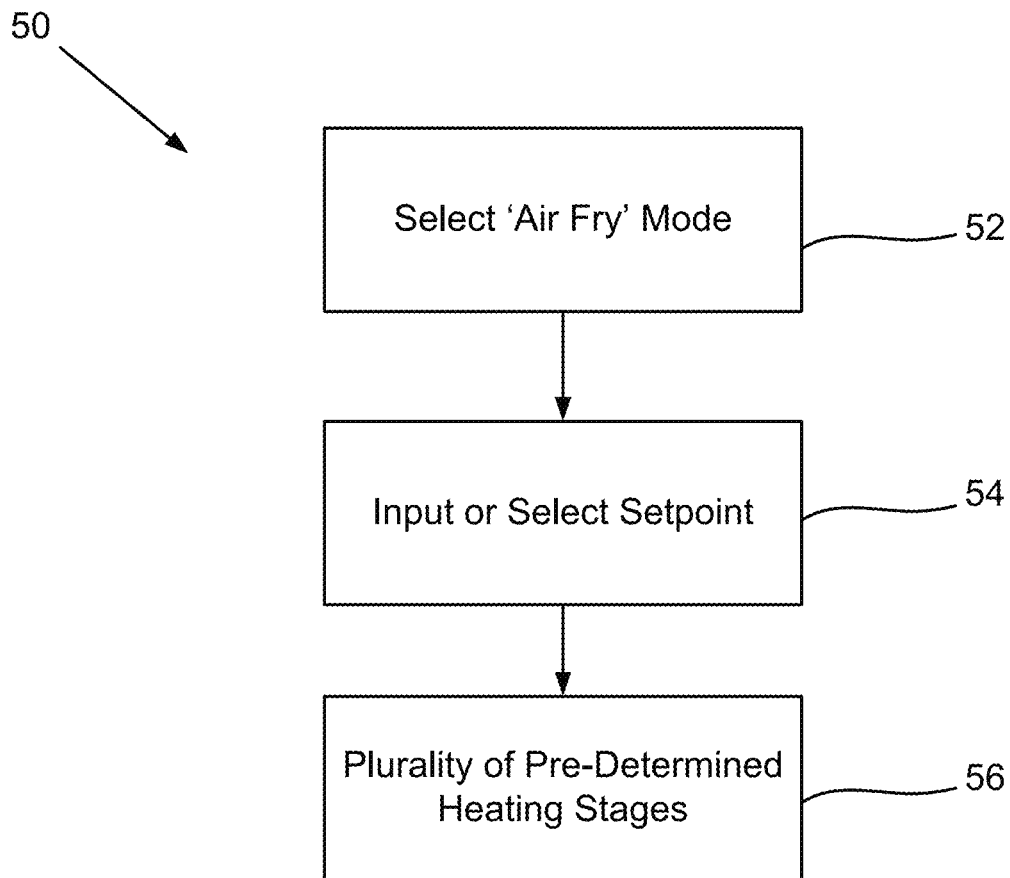 50
Select ‘Air Fry’ Mode
52
Input or Select Setpoint
54
Plurality of Pre-Determined
Heating Stages
56